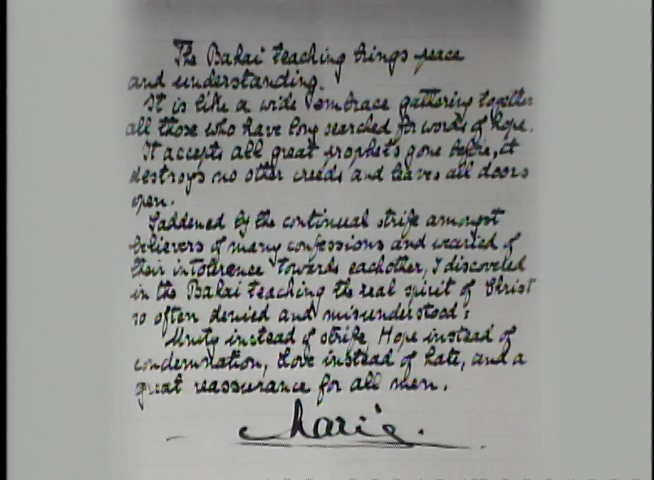 The Bahai teaching brings peace
and understanding.
It is like a wide embrace gathering together
all those who have long searched for words of hope.
It accepts all great prophets gone before, it
destroys no other creeds and leaves all doors
open.
Saddened by the continual strife amongst
believers of many confessions and wearied of
their intolerence towards eachother, I discovered
in the Bahai teaching the real spirit of Christ
so often denied and misunderstood:
Unity instead of strife, Hope instead of
condemnation, Love instead of hate, and a
great reassurance for all men.
Marie.